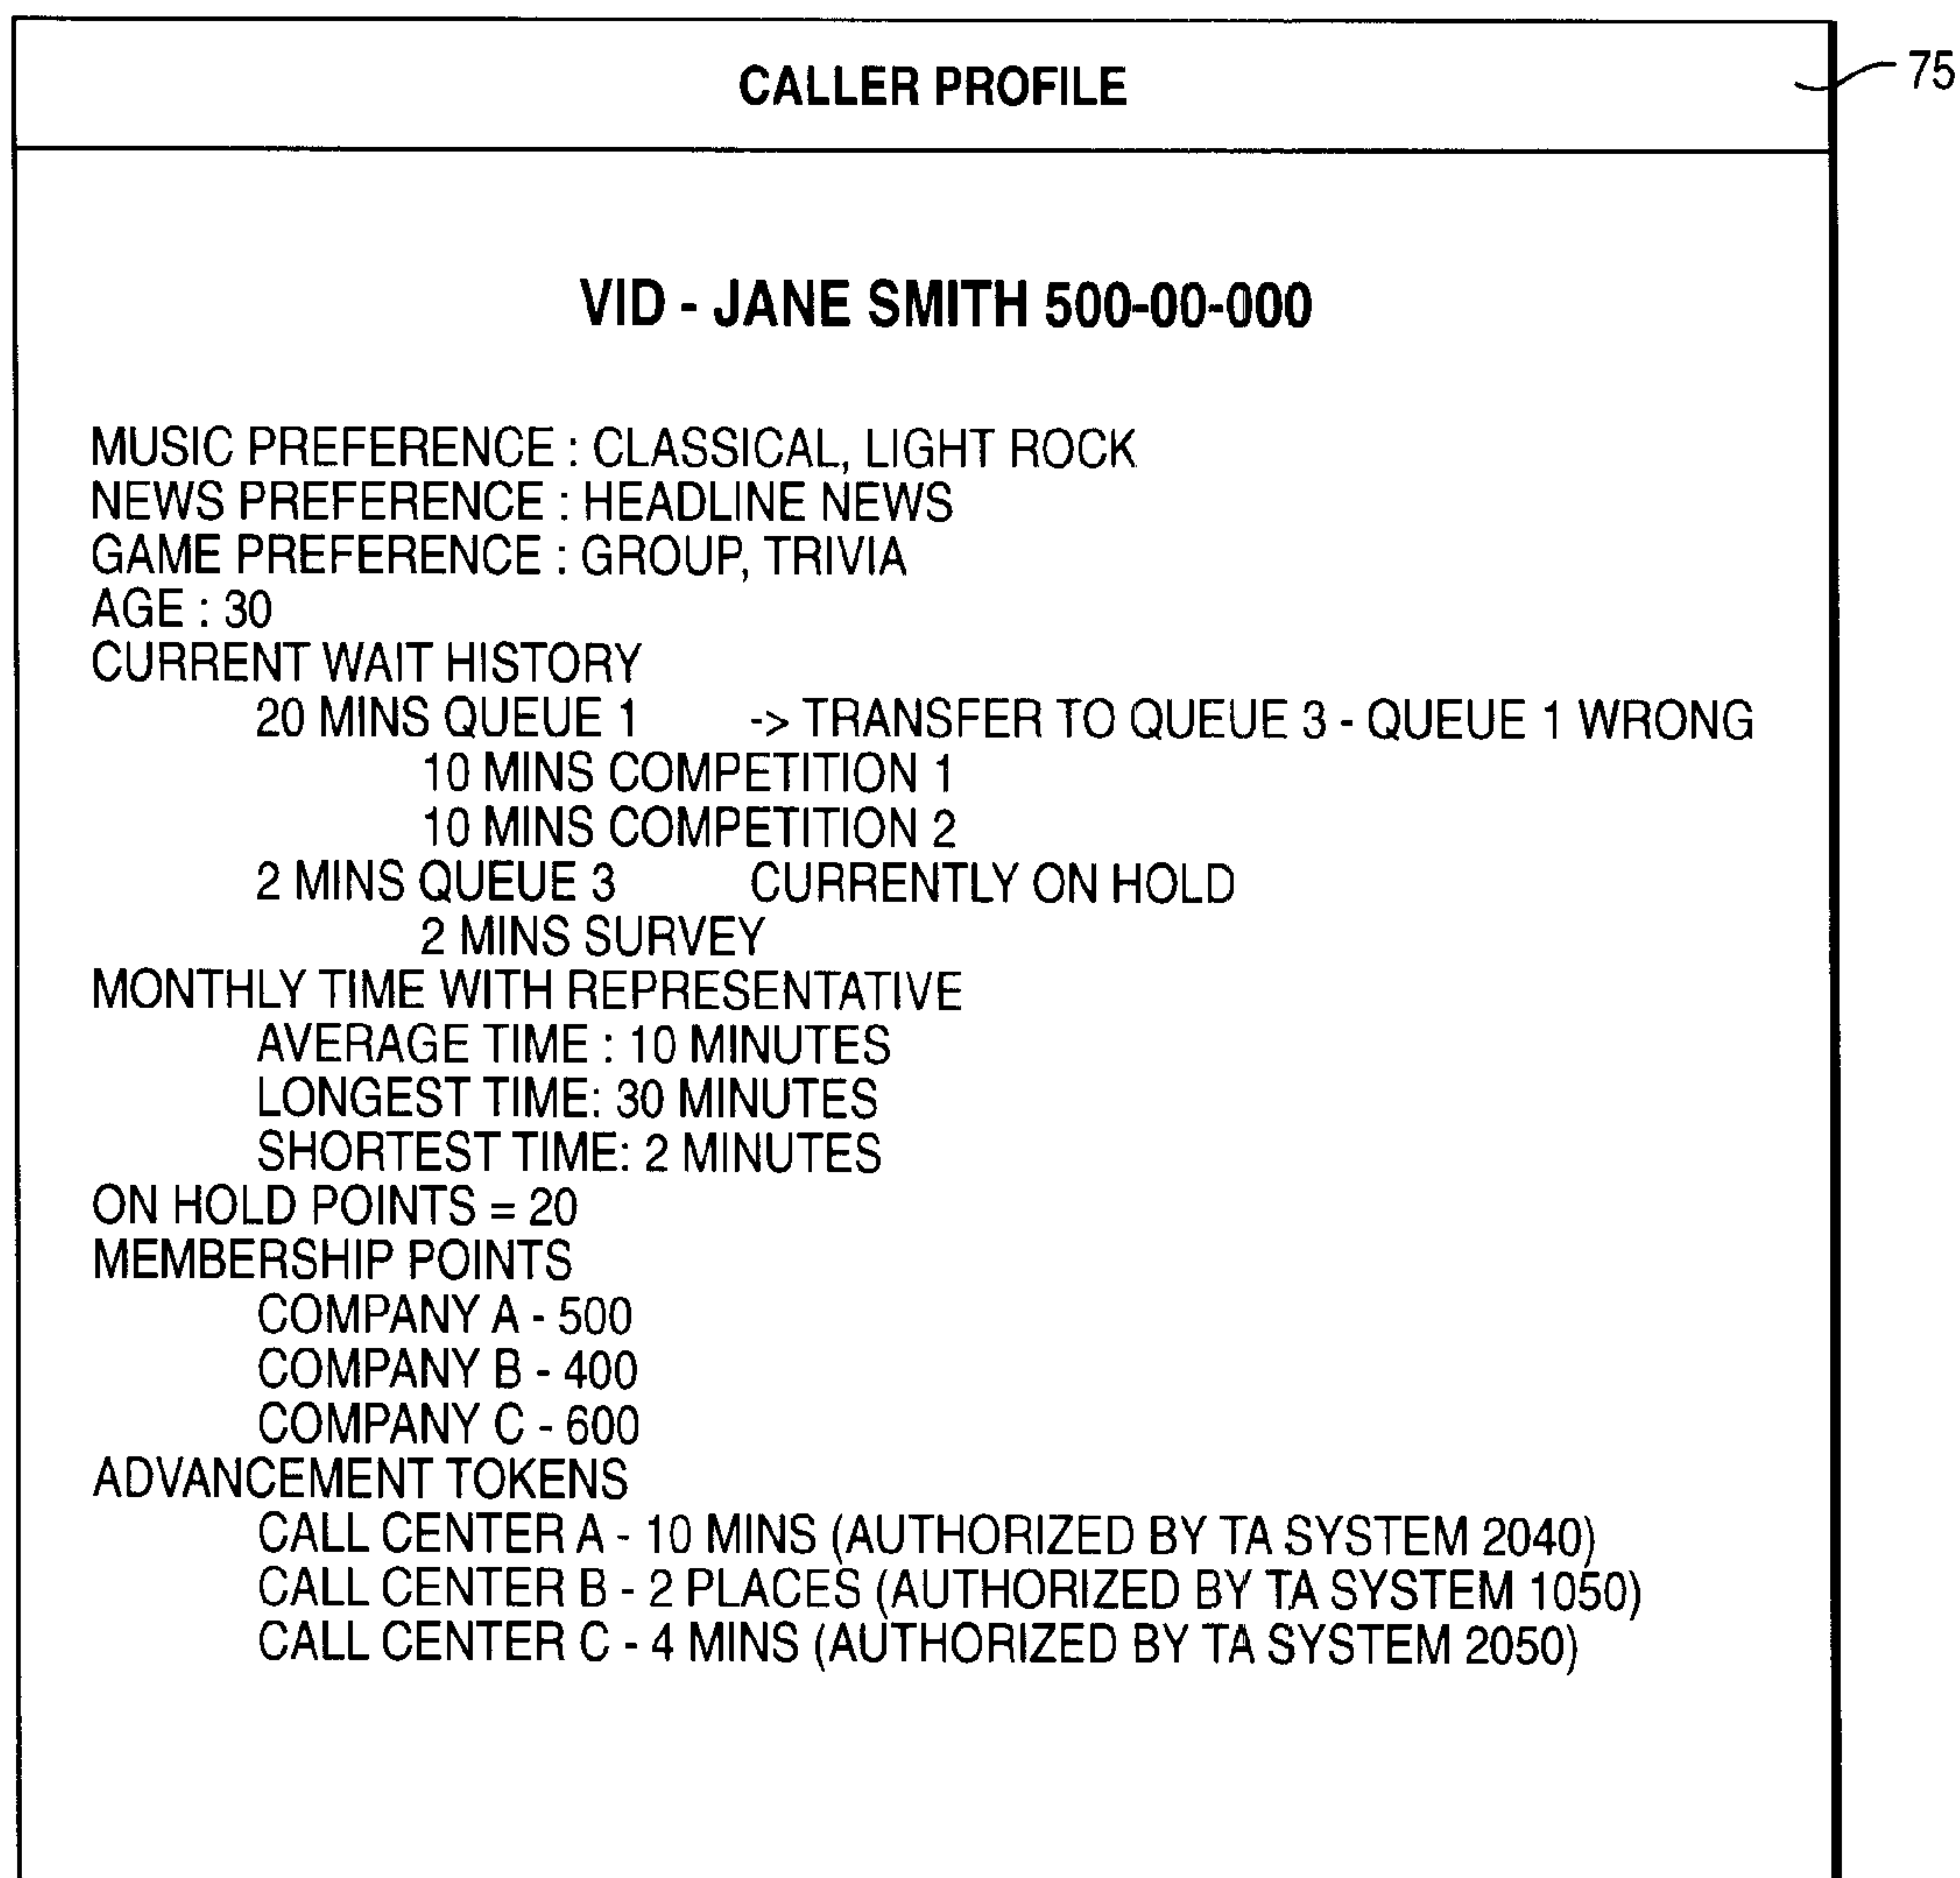 CALLER PROFILE
75
VID - JANE SMITH 500-00-000
MUSIC PREFERENCE : CLASSICAL, LIGHT ROCK
NEWS PREFERENCE : HEADLINE NEWS
GAME PREFERENCE : GROUP, TRIVIA
AGE : 30
CURRENT WAIT HISTORY
20 MINS QUEUE 1 -> TRANSFER TO QUEUE 3 - QUEUE 1 WRONG
10 MINS COMPETITION 1
10 MINS COMPETITION 2
2 MINS QUEUE 3 CURRENTLY ON HOLD
2 MINS SURVEY
MONTHLY TIME WITH REPRESENTATIVE
AVERAGE TIME : 10 MINUTES
LONGEST TIME: 30 MINUTES
SHORTEST TIME: 2 MINUTES
ON HOLD POINTS = 20
MEMBERSHIP POINTS
COMPANY A - 500
COMPANY B - 400
COMPANY C - 600
ADVANCEMENT TOKENS
CALL CENTER A - 10 MINS (AUTHORIZED BY TA SYSTEM 2040)
CALL CENTER B - 2 PLACES (AUTHORIZED BY TA SYSTEM 1050)
CALL CENTER C - 4 MINS (AUTHORIZED BY TA SYSTEM 2050)